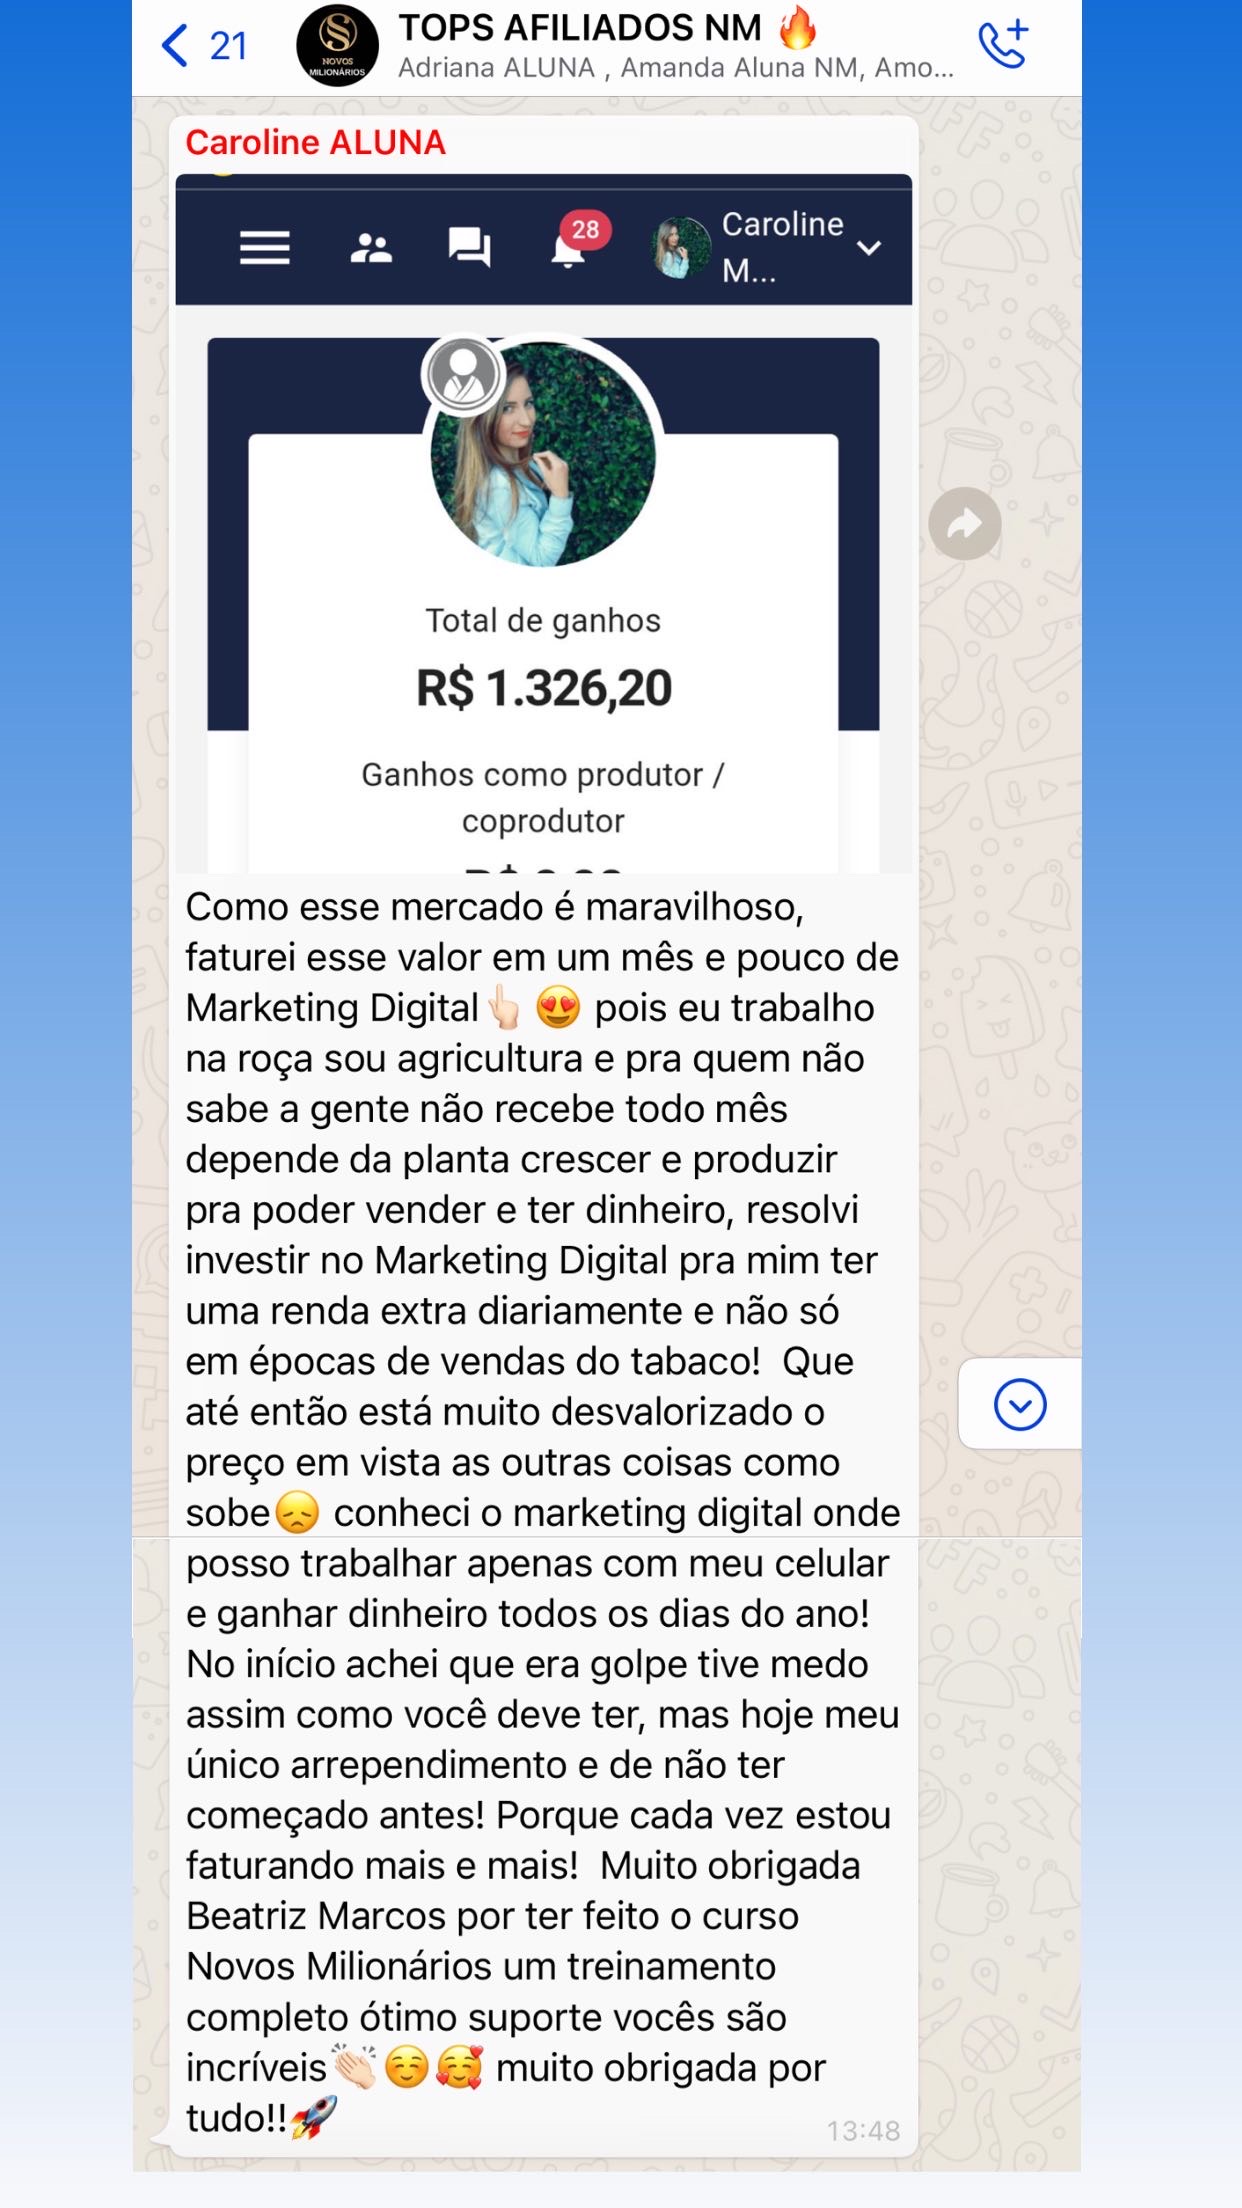 21
TOPS AFILIADOS NM 🔥
Adriana ALUNA , Amanda Aluna NM, Amo...
S
NOVOS
MILIONÁRIOS
Caroline ALUNA
28
Caroline
M...
Total de ganhos
R$ 1.326,20
Ganhos como produtor /
coprodutor
Como esse mercado é maravilhoso,
faturei esse valor em um mês e pouco de
Marketing Digital👆🏻😍 pois eu trabalho
na roça sou agricultura e pra quem não
sabe a gente não recebe todo mês
depende da planta crescer e produzir
pra poder vender e ter dinheiro, resolvi
investir no Marketing Digital pra mim ter
uma renda extra diariamente e não só
em épocas de vendas do tabaco!  Que
até então está muito desvalorizado o
preço em vista as outras coisas como
sobe😞 conheci o marketing digital onde
posso trabalhar apenas com meu celular
e ganhar dinheiro todos os dias do ano!
No início achei que era golpe tive medo
assim como você deve ter, mas hoje meu
único arrependimento e de não ter
começado antes! Porque cada vez estou
faturando mais e mais!  Muito obrigada
Beatriz Marcos por ter feito o curso
Novos Milionários um treinamento
completo ótimo suporte vocês são
incríveis👏🏻☺️🥰 muito obrigada por
tudo!!🚀
13:48